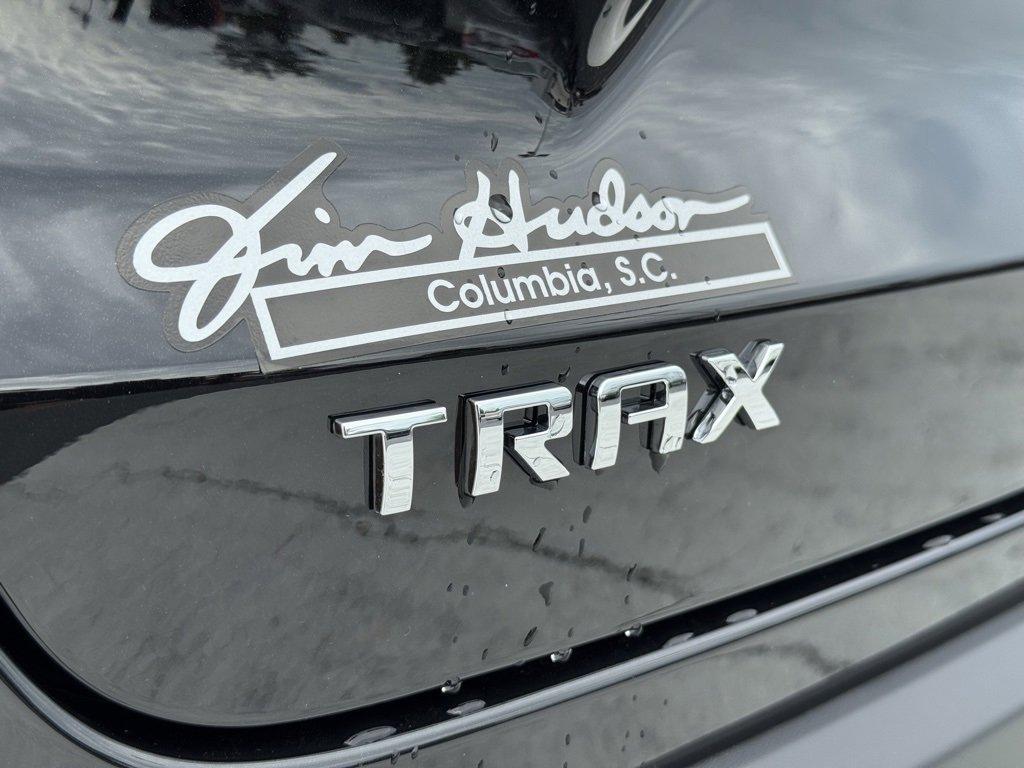 Jim Hudson
Columbia, S.C.
TRAX